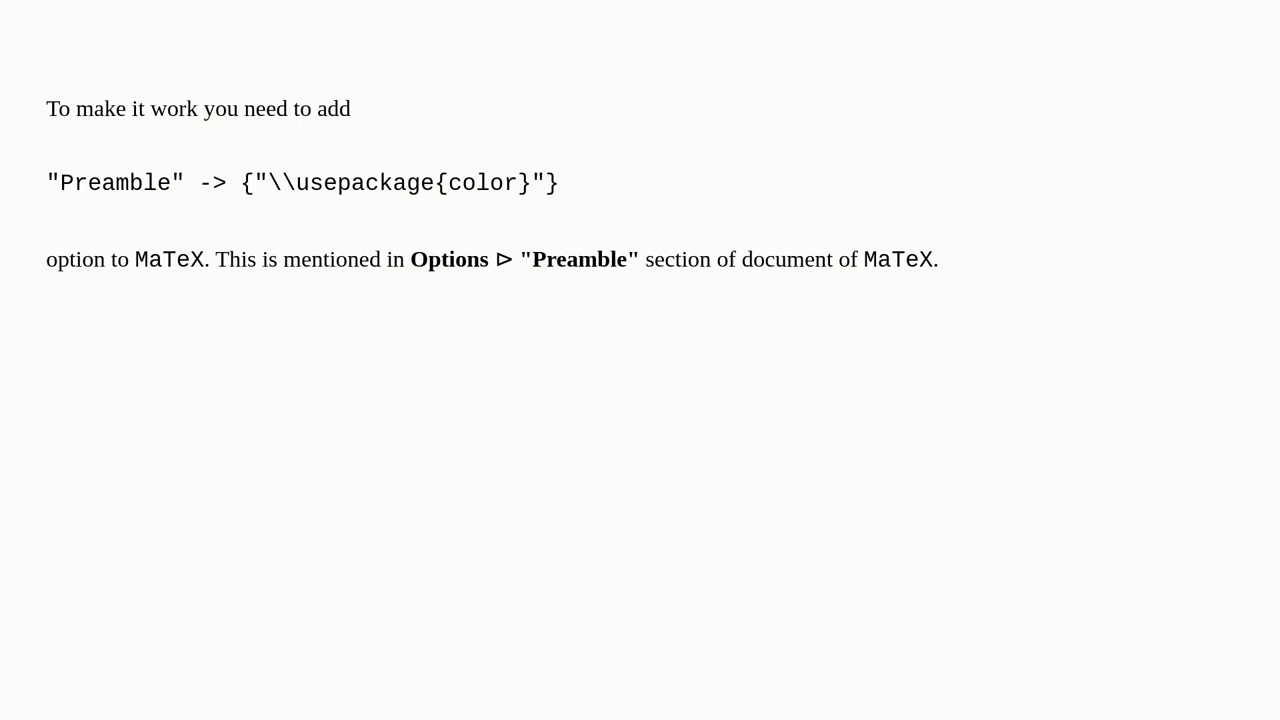 To make it work you need to add
"Preamble" -> {"\\usepackage{color}"}
option to MaTeX. This is mentioned in Options ⊳ "Preamble" section of document of MaTeX.